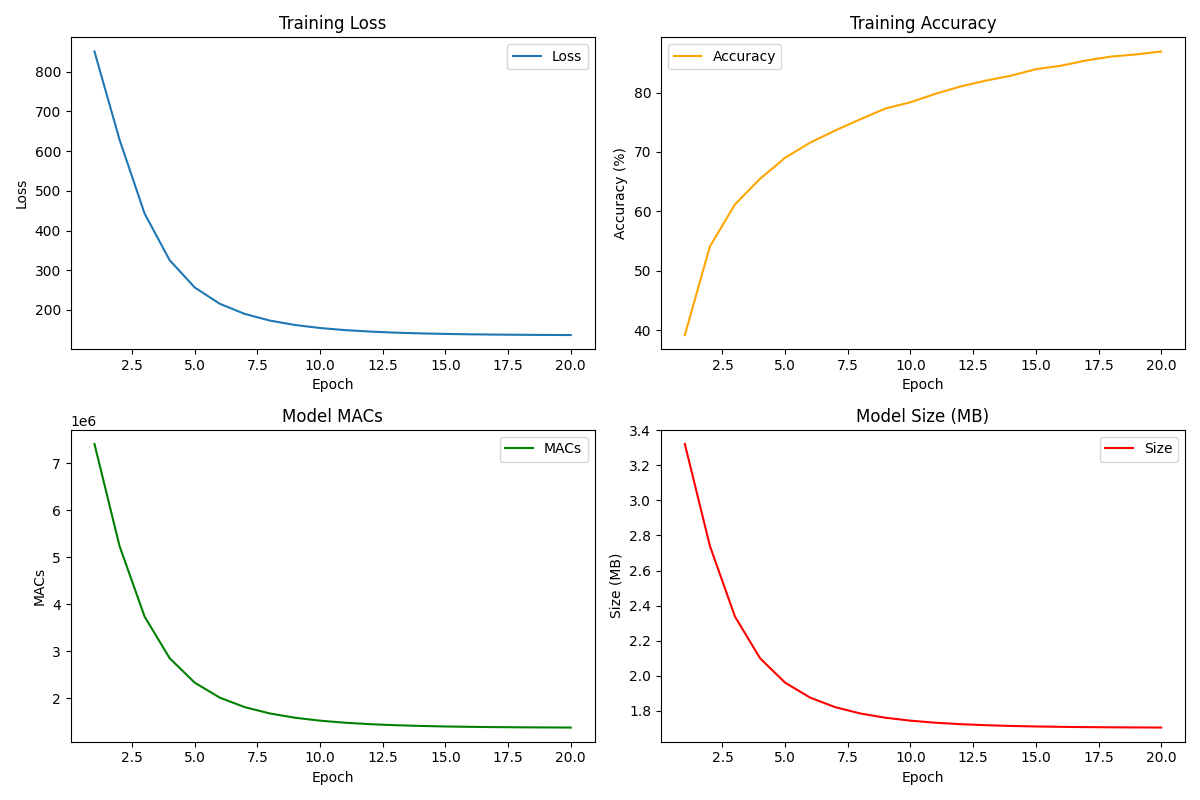 Training Loss
Loss
Loss
800
700
600
500
400
300
200
2.5 5.0 7.5 10.0 12.5 15.0 17.5 20.0
Epoch
Training Accuracy
Accuracy
Accuracy (%)
80
70
60
50
40
2.5 5.0 7.5 10.0 12.5 15.0 17.5 20.0
Epoch
Model MACs
1e6
MACs
MACs
7
6
5
4
3
2
2.5 5.0 7.5 10.0 12.5 15.0 17.5 20.0
Epoch
Model Size (MB)
Size
Size (MB)
3.4
3.2
3.0
2.8
2.6
2.4
2.2
2.0
1.8
2.5 5.0 7.5 10.0 12.5 15.0 17.5 20.0
Epoch